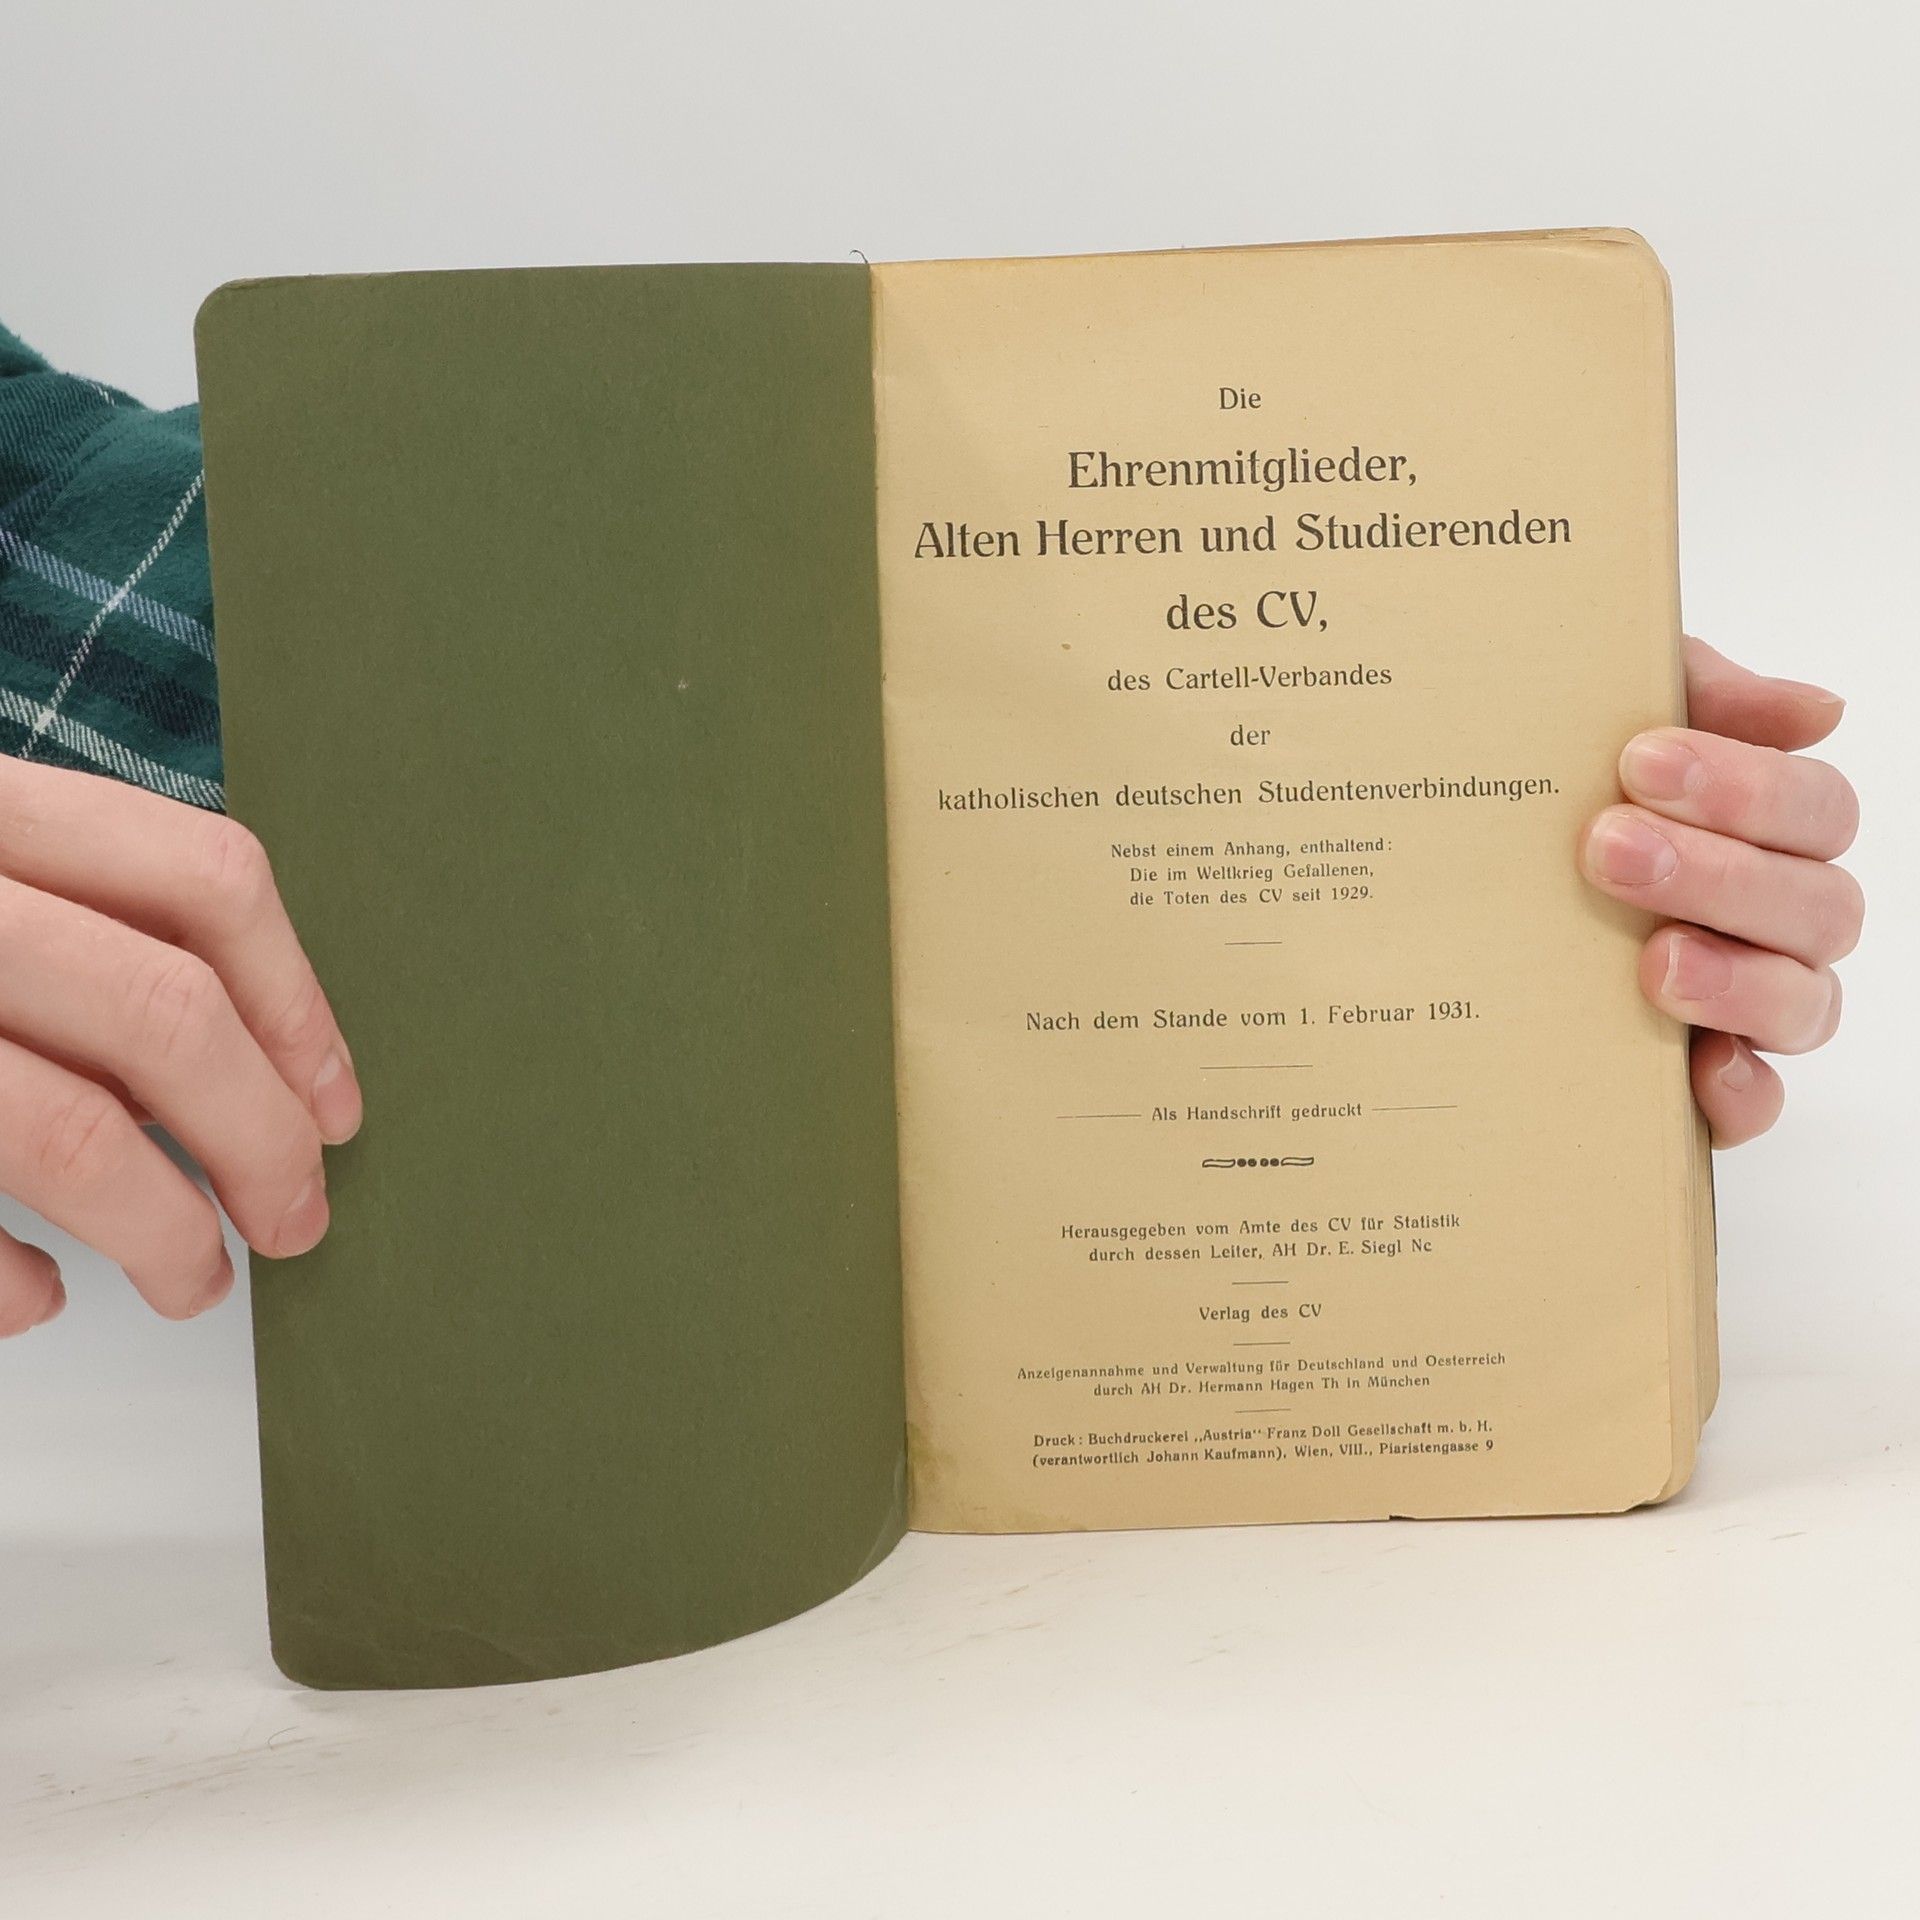 Die
Ehrenmitglieder,
Alten Herren und Studierenden
des CV,
des Cartell-Verbandes
der
katholischen deutschen Studentenverbindungen.
Nebst einem Anhang, enthaltend:
Die im Weltkrieg Gefallenen,
die Toten des CV seit 1929.
Nach dem Stande vom 1. Februar 1931.
Als Handschrift gedruckt
Herausgegeben vom Amte des CV für Statistik
durch dessen Leiter, AH Dr. E. Siegl Nc
Verlag des CV
Anzeigenannahme und Verwaltung für Deutschland und Oesterreich
durch AH Dr. Hermann Hagen Th in München
Druck: Buchdruckerei „Austria“ Franz Doll Gesellschaft m. b. H.
(verantwortlich Johann Kaufmann), Wien, VIII., Piaristengasse 9